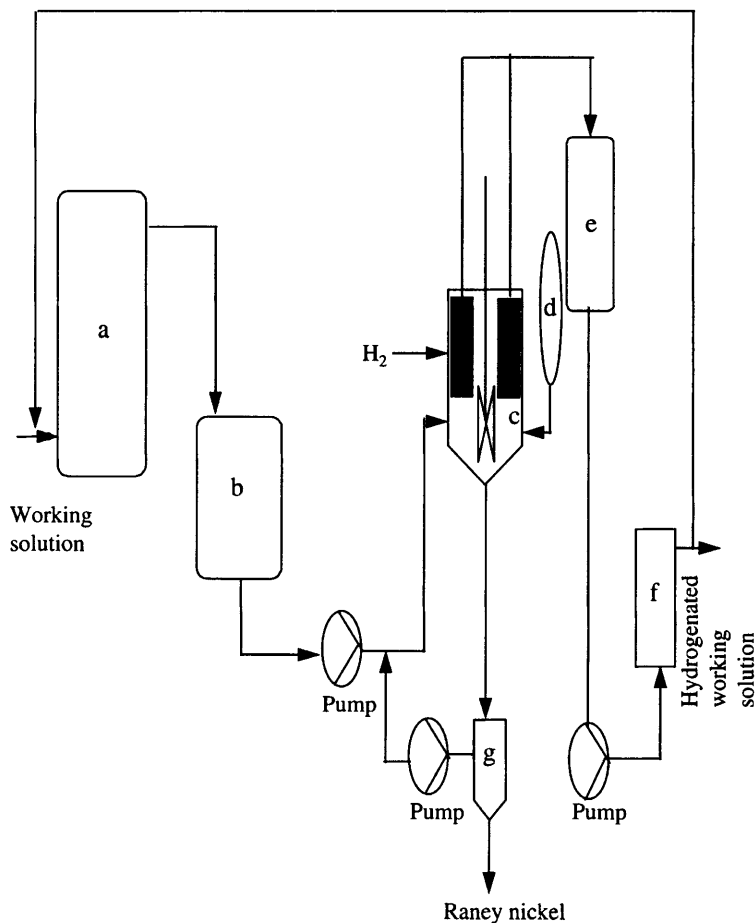 a
e
d
H₂
c
b
Working
solution
f
Hydrogenated
working
solution
Pump
g
Pump
Pump
Raney nickel